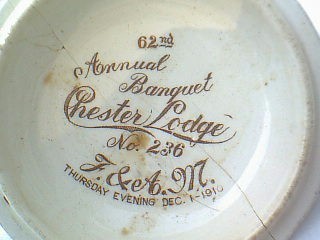 62nd
Annual
Banquet
Chester Lodge
No. 236
F. & A. M.
THURSDAY EVENING DEC. 1-1910